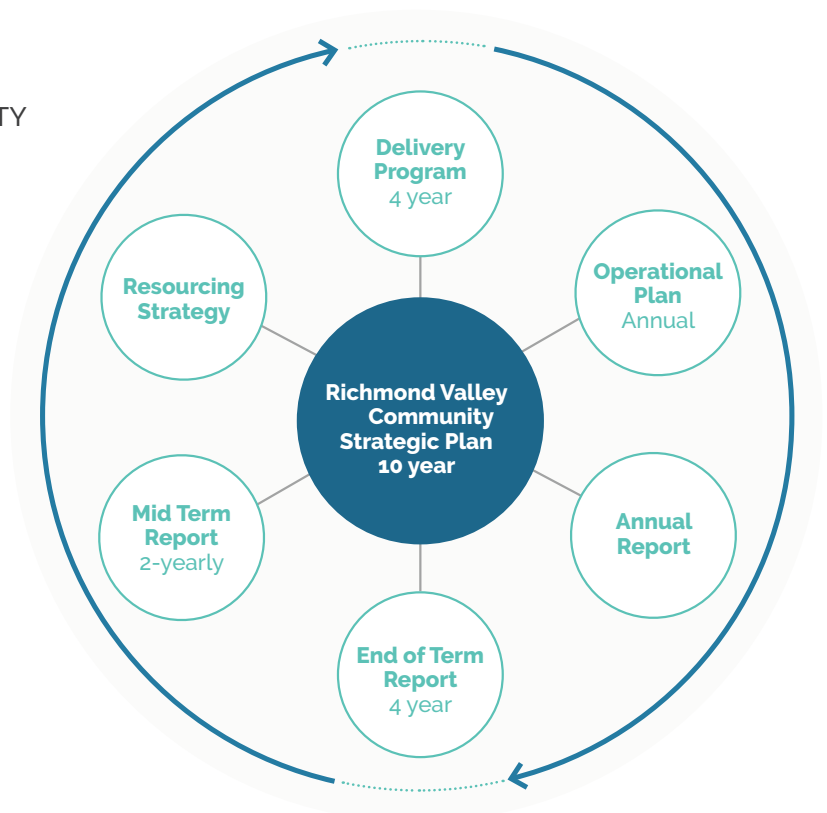 TY
Delivery
Program
4 year
Operational
Plan
Annual
Resourcing
Strategy
Richmond Valley
Community
Strategic Plan
10 year
Mid Term
Report
2-yearly
Annual
Report
End of Term
Report
4 year